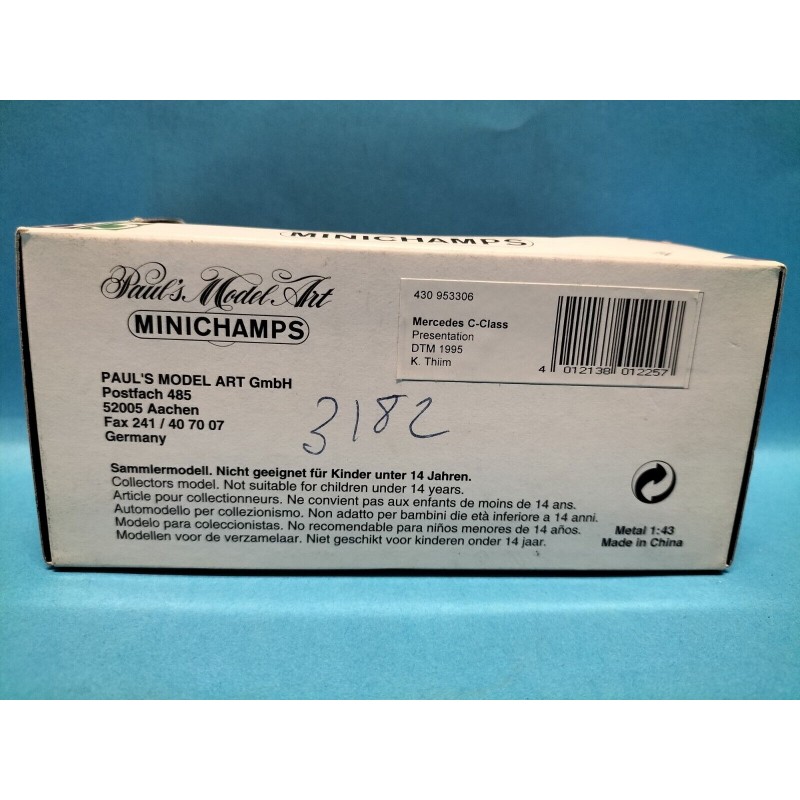 MINICHAMPS
Paul's Model Art
MINICHAMPS
430 953306
Mercedes C-Class
Presentation
DTM 1995
K. Thiim
4 012138 012257
PAUL'S MODEL ART GmbH
Postfach 485
52005 Aachen
Fax 241 / 40 70 07
Germany
3182
Sammlermodell. Nicht geeignet für Kinder unter 14 Jahren.
Collectors model. Not suitable for children under 14 years.
Article pour collectionneurs. Ne convient pas aux enfants de moins de 14 ans.
Automodello per collezionismo. Non adatto per bambini die età inferiore a 14 anni.
Modelo para coleccionistas. No recomendable para niños menores de 14 años.
Modellen voor de verzamelaar. Niet geschikt voor kinderen onder 14 jaar.
Metal 1:43
Made in China